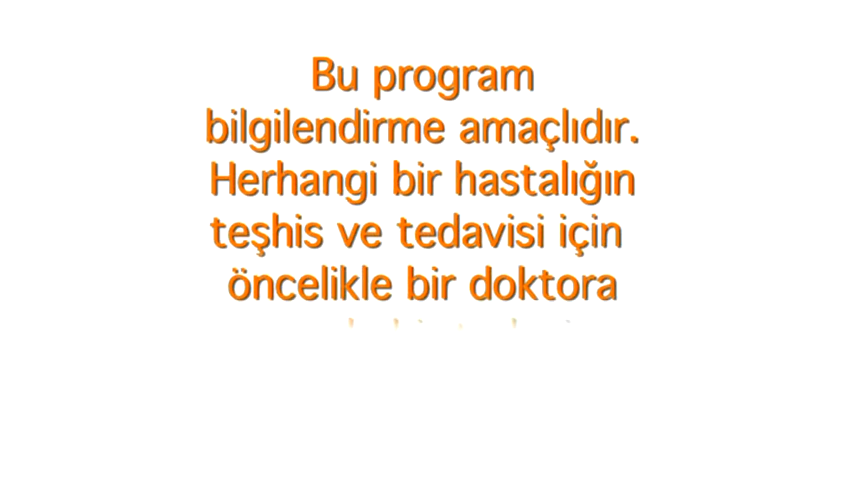 Bu program
bilgilendirme amaçlıdır.
Herhangi bir hastalığın
teşhis ve tedavisi için
öncelikle bir doktora